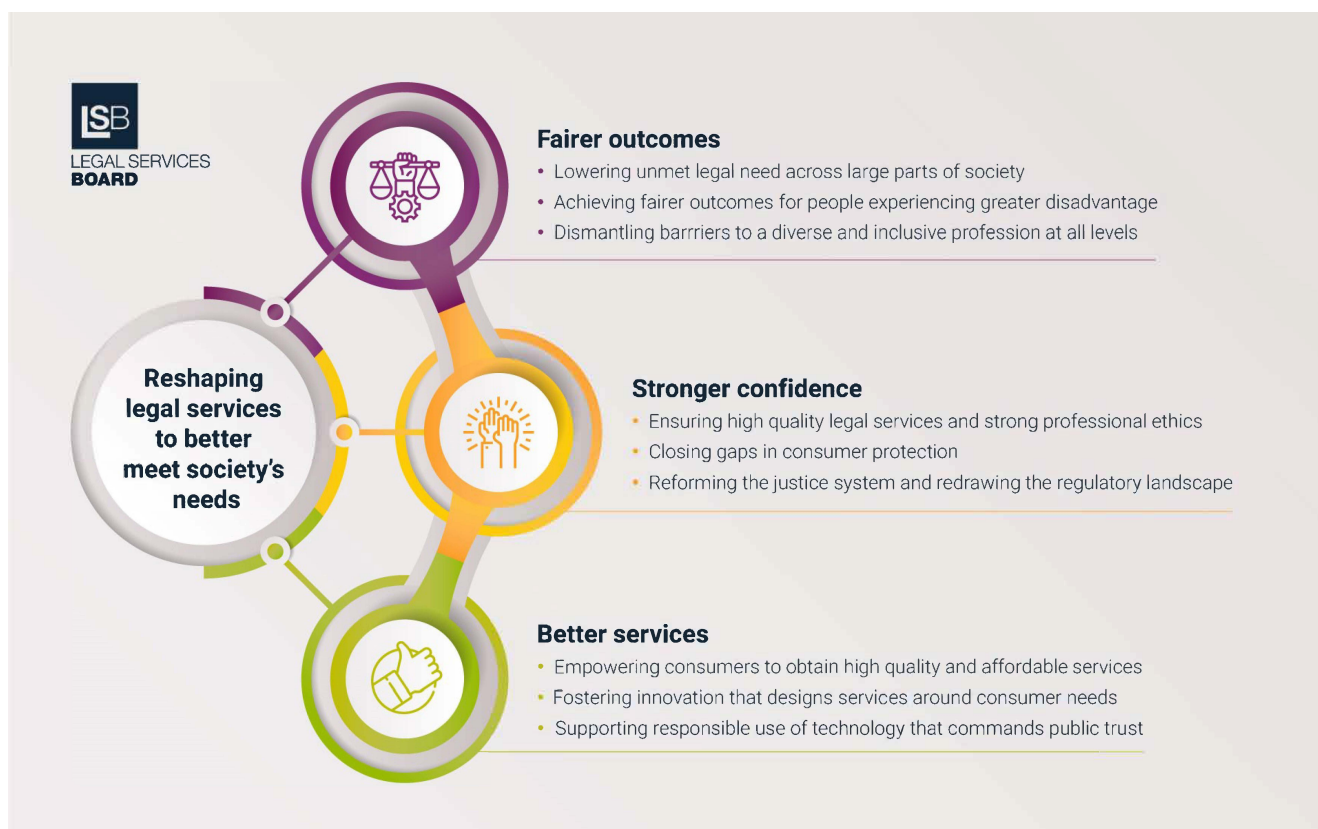 LSB
LEGAL SERVICES
BOARD
Fairer outcomes
• Lowering unmet legal need across large parts of society
• Achieving fairer outcomes for people experiencing greater disadvantage
• Dismantling barrriers to a diverse and inclusive profession at all levels
Reshaping
legal services
to better
meet society’s
needs
Stronger confidence
• Ensuring high quality legal services and strong professional ethics
• Closing gaps in consumer protection
• Reforming the justice system and redrawing the regulatory landscape
Better services
• Empowering consumers to obtain high quality and affordable services
• Fostering innovation that designs services around consumer needs
• Supporting responsible use of technology that commands public trust